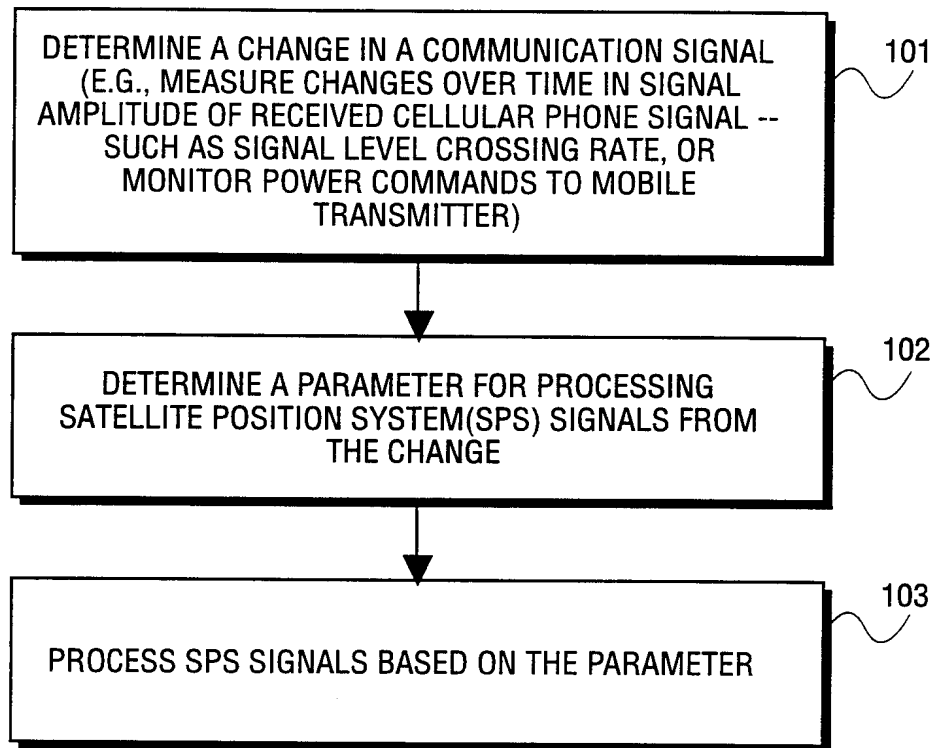 DETERMINE A CHANGE IN A COMMUNICATION SIGNAL
(E.G., MEASURE CHANGES OVER TIME IN SIGNAL
AMPLITUDE OF RECEIVED CELLULAR PHONE SIGNAL --
SUCH AS SIGNAL LEVEL CROSSING RATE, OR
MONITOR POWER COMMANDS TO MOBILE
TRANSMITTER)
101
DETERMINE A PARAMETER FOR PROCESSING
SATELLITE POSITION SYSTEM(SPS) SIGNALS FROM
THE CHANGE
102
PROCESS SPS SIGNALS BASED ON THE PARAMETER
103